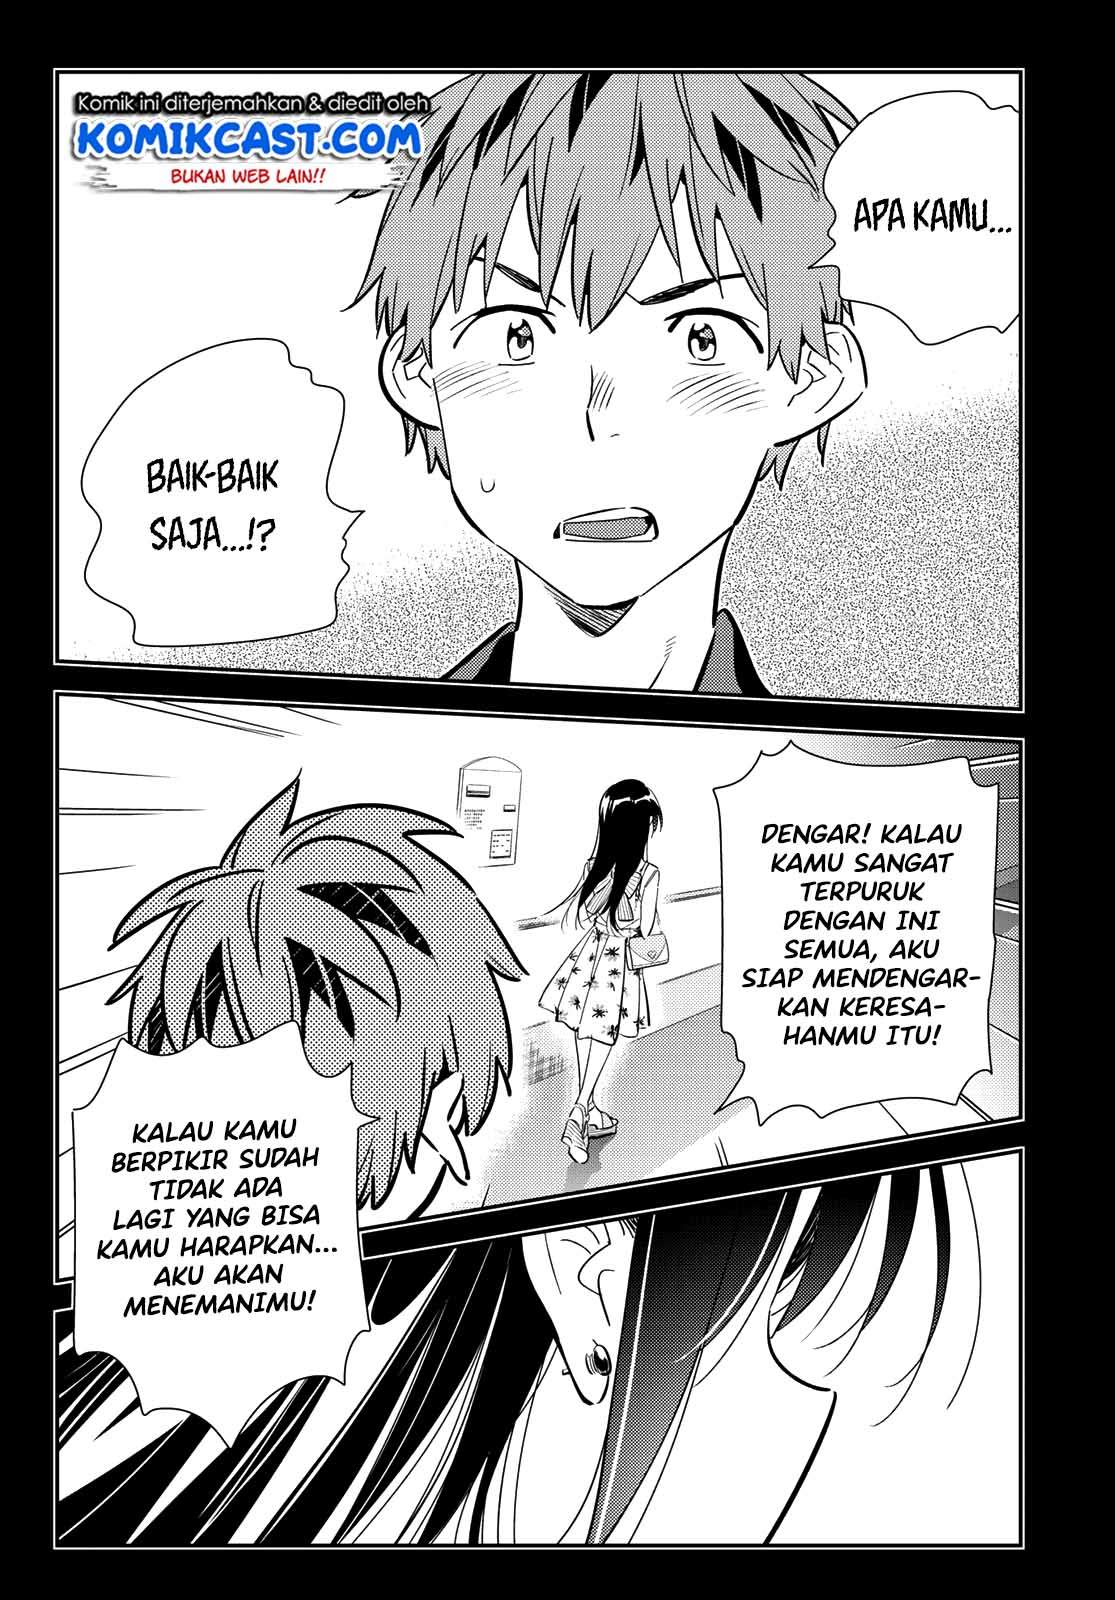 Komik ini diterjemahkan & diedit oleh
KOMIKCAST.COM
BUKAN WEB LAIN!!
APA KAMU...
BAIK-BAIK
SAJA...!?
DENGAR! KALAU
KAMU SANGAT
TERPURUK
DENGAN INI
SEMUA, AKU
SIAP MENDENGAR-
KAN KERESA-
HANMU ITU!
KALAU KAMU
BERPIKIR SUDAH
TIDAK ADA
LAGI YANG BISA
KAMU HARAPKAN...
AKU AKAN
MENEMANIMU!